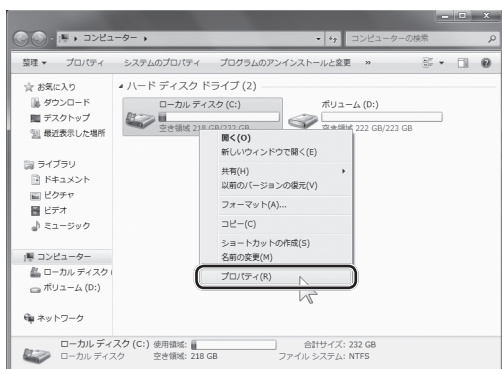 コンピューター
コンピューターの検索
整理 プロパティ システムのプロパティ プログラムのアンインストールと変更 »
お気に入り
ダウンロード
デスクトップ
最近表示した場所
ライブラリ
ドキュメント
ピクチャ
ビデオ
ミュージック
コンピューター
ローカル ディスク (
ボリューム (D:)
ネットワーク
ハード ディスク ドライブ (2)
ローカル ディスク (C:)
空き領域 218 GB/232 GB
ボリューム (D:)
空き領域 222 GB/223 GB
開く(O)
新しいウィンドウで開く(E)
共有(H)
以前のバージョンの復元(V)
フォーマット(A)...
コピー(C)
ショートカットの作成(S)
名前の変更(M)
プロパティ(R)
ローカル ディスク (C:) 使用領域: 合計サイズ: 232 GB
ローカル ディスク 空き領域: 218 GB ファイル システム: NTFS